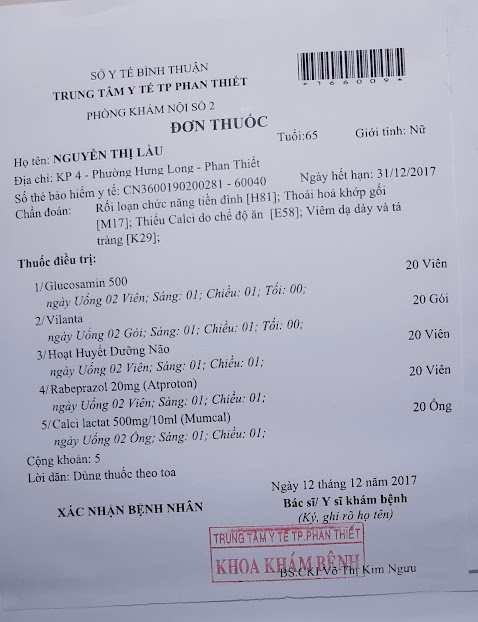 SỞ Y TẾ BÌNH THUẬN
TRUNG TÂM Y TẾ TP PHAN THIẾT
PHÒNG KHÁM NỘI SỐ 2
*166009*
ĐƠN THUỐC
Họ tên: NGUYỄN THỊ LÀU Tuổi:65 Giới tính: Nữ
Địa chỉ: KP 4 - Phường Hưng Long - Phan Thiết
Số thẻ bảo hiểm y tế: CN3600190200281 - 60040 Ngày hết hạn: 31/12/2017
Chẩn đoán: Rối loạn chức năng tiền đình [H81]; Thoái hoá khớp gối
[M17]; Thiếu Calci do chế độ ăn [E58]; Viêm dạ dày và tá
tràng [K29];
Thuốc điều trị:
1/Glucosamin 500 20 Viên
ngày Uống 02 Viên; Sáng: 01; Chiều: 01; Tối: 00;
2/Vilanta 20 Gói
ngày Uống 02 Gói; Sáng: 01; Chiều: 01; Tối: 00;
3/Hoạt Huyết Dưỡng Não 20 Viên
ngày Uống 02 Viên; Sáng: 01; Chiều: 01;
4/Rabeprazol 20mg (Atproton) 20 Viên
ngày Uống 02 Viên; Sáng: 01; Chiều: 01;
5/Calci lactat 500mg/10ml (Mumcal) 20 Ống
ngày Uống 02 Ống; Sáng: 01; Chiều: 01;
Cộng khoản: 5
Lời dặn: Dùng thuốc theo toa
Ngày 12 tháng 12 năm 2017
XÁC NHẬN BỆNH NHÂN Bác sĩ/ Y sĩ khám bệnh
(Ký, ghi rõ họ tên)
TRUNG TÂM Y TẾ TP.PHAN THIẾT
KHOA KHÁM BỆNH
BS.CKI Võ Thị Kim Ngưu